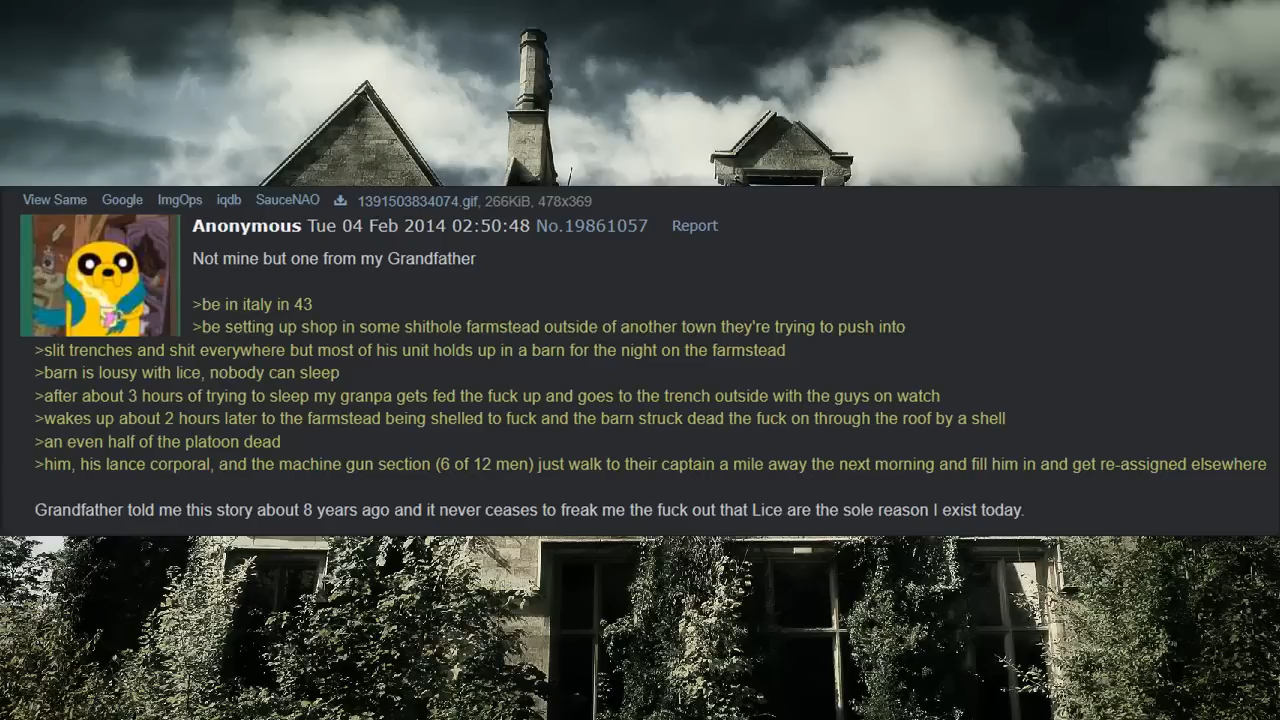 View Same Google ImgOps iqdb SauceNAO 1391503834074.gif, 266KiB, 478x369
Anonymous Tue 04 Feb 2014 02:50:48 No.19861057 Report
Not mine but one from my Grandfather
>be in italy in 43
>be setting up shop in some shithole farmstead outside of another town they're trying to push into
>slit trenches and shit everywhere but most of his unit holds up in a barn for the night on the farmstead
>barn is lousy with lice, nobody can sleep
>after about 3 hours of trying to sleep my granpa gets fed the fuck up and goes to the trench outside with the guys on watch
>wakes up about 2 hours later to the farmstead being shelled to fuck and the barn struck dead the fuck on through the roof by a shell
>an even half of the platoon dead
>him, his lance corporal, and the machine gun section (6 of 12 men) just walk to their captain a mile away the next morning and fill him in and get re-assigned elsewhere
Grandfather told me this story about 8 years ago and it never ceases to freak me the fuck out that Lice are the sole reason I exist today.